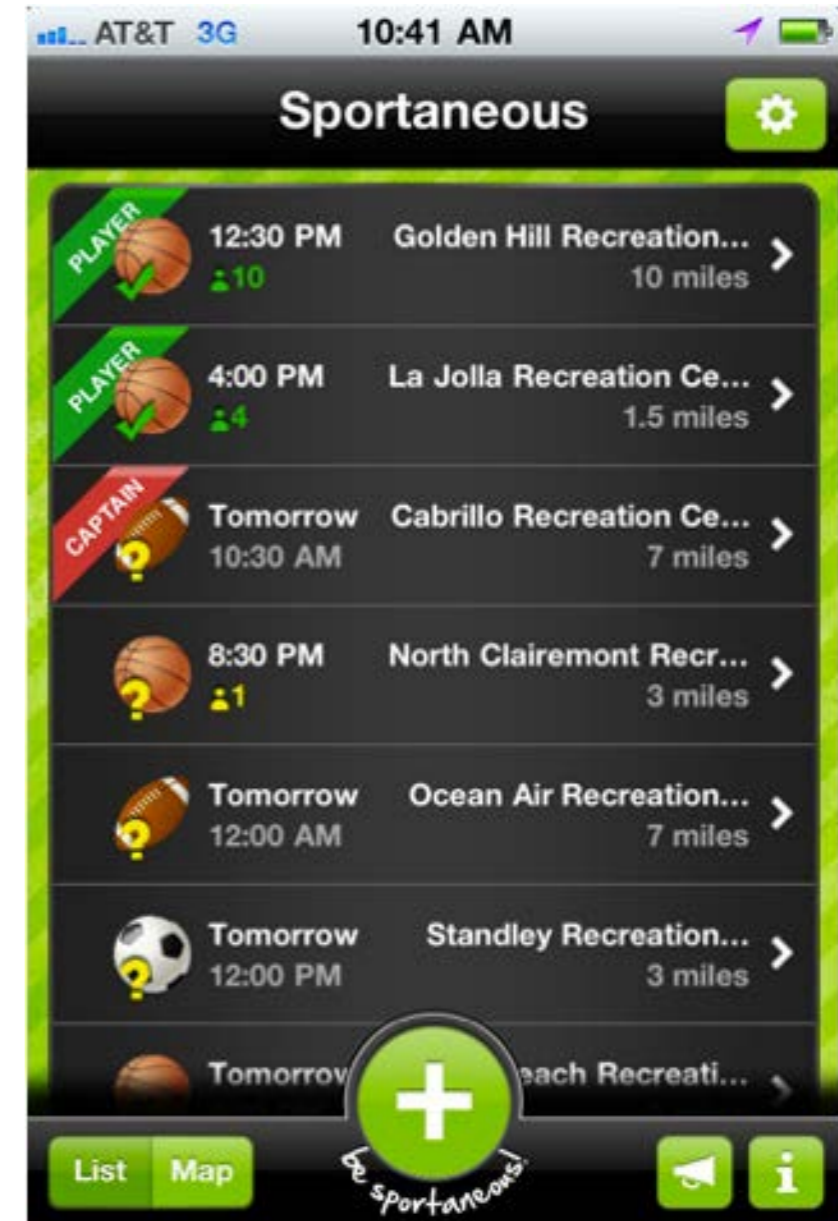 AT&T 3G 10:41 AM
Sportaneous
PLAYER
12:30 PM Golden Hill Recreation...
10 10 miles
PLAYER
4:00 PM La Jolla Recreation Ce...
4 1.5 miles
CAPTAIN
? Tomorrow Cabrillo Recreation Ce...
10:30 AM 7 miles
? 8:30 PM North Clairemont Recr...
1 3 miles
? Tomorrow Ocean Air Recreation...
12:00 AM 7 miles
? Tomorrow Standley Recreation...
12:00 PM 3 miles
Recreati...
+
List Map
be sportaneous!
i